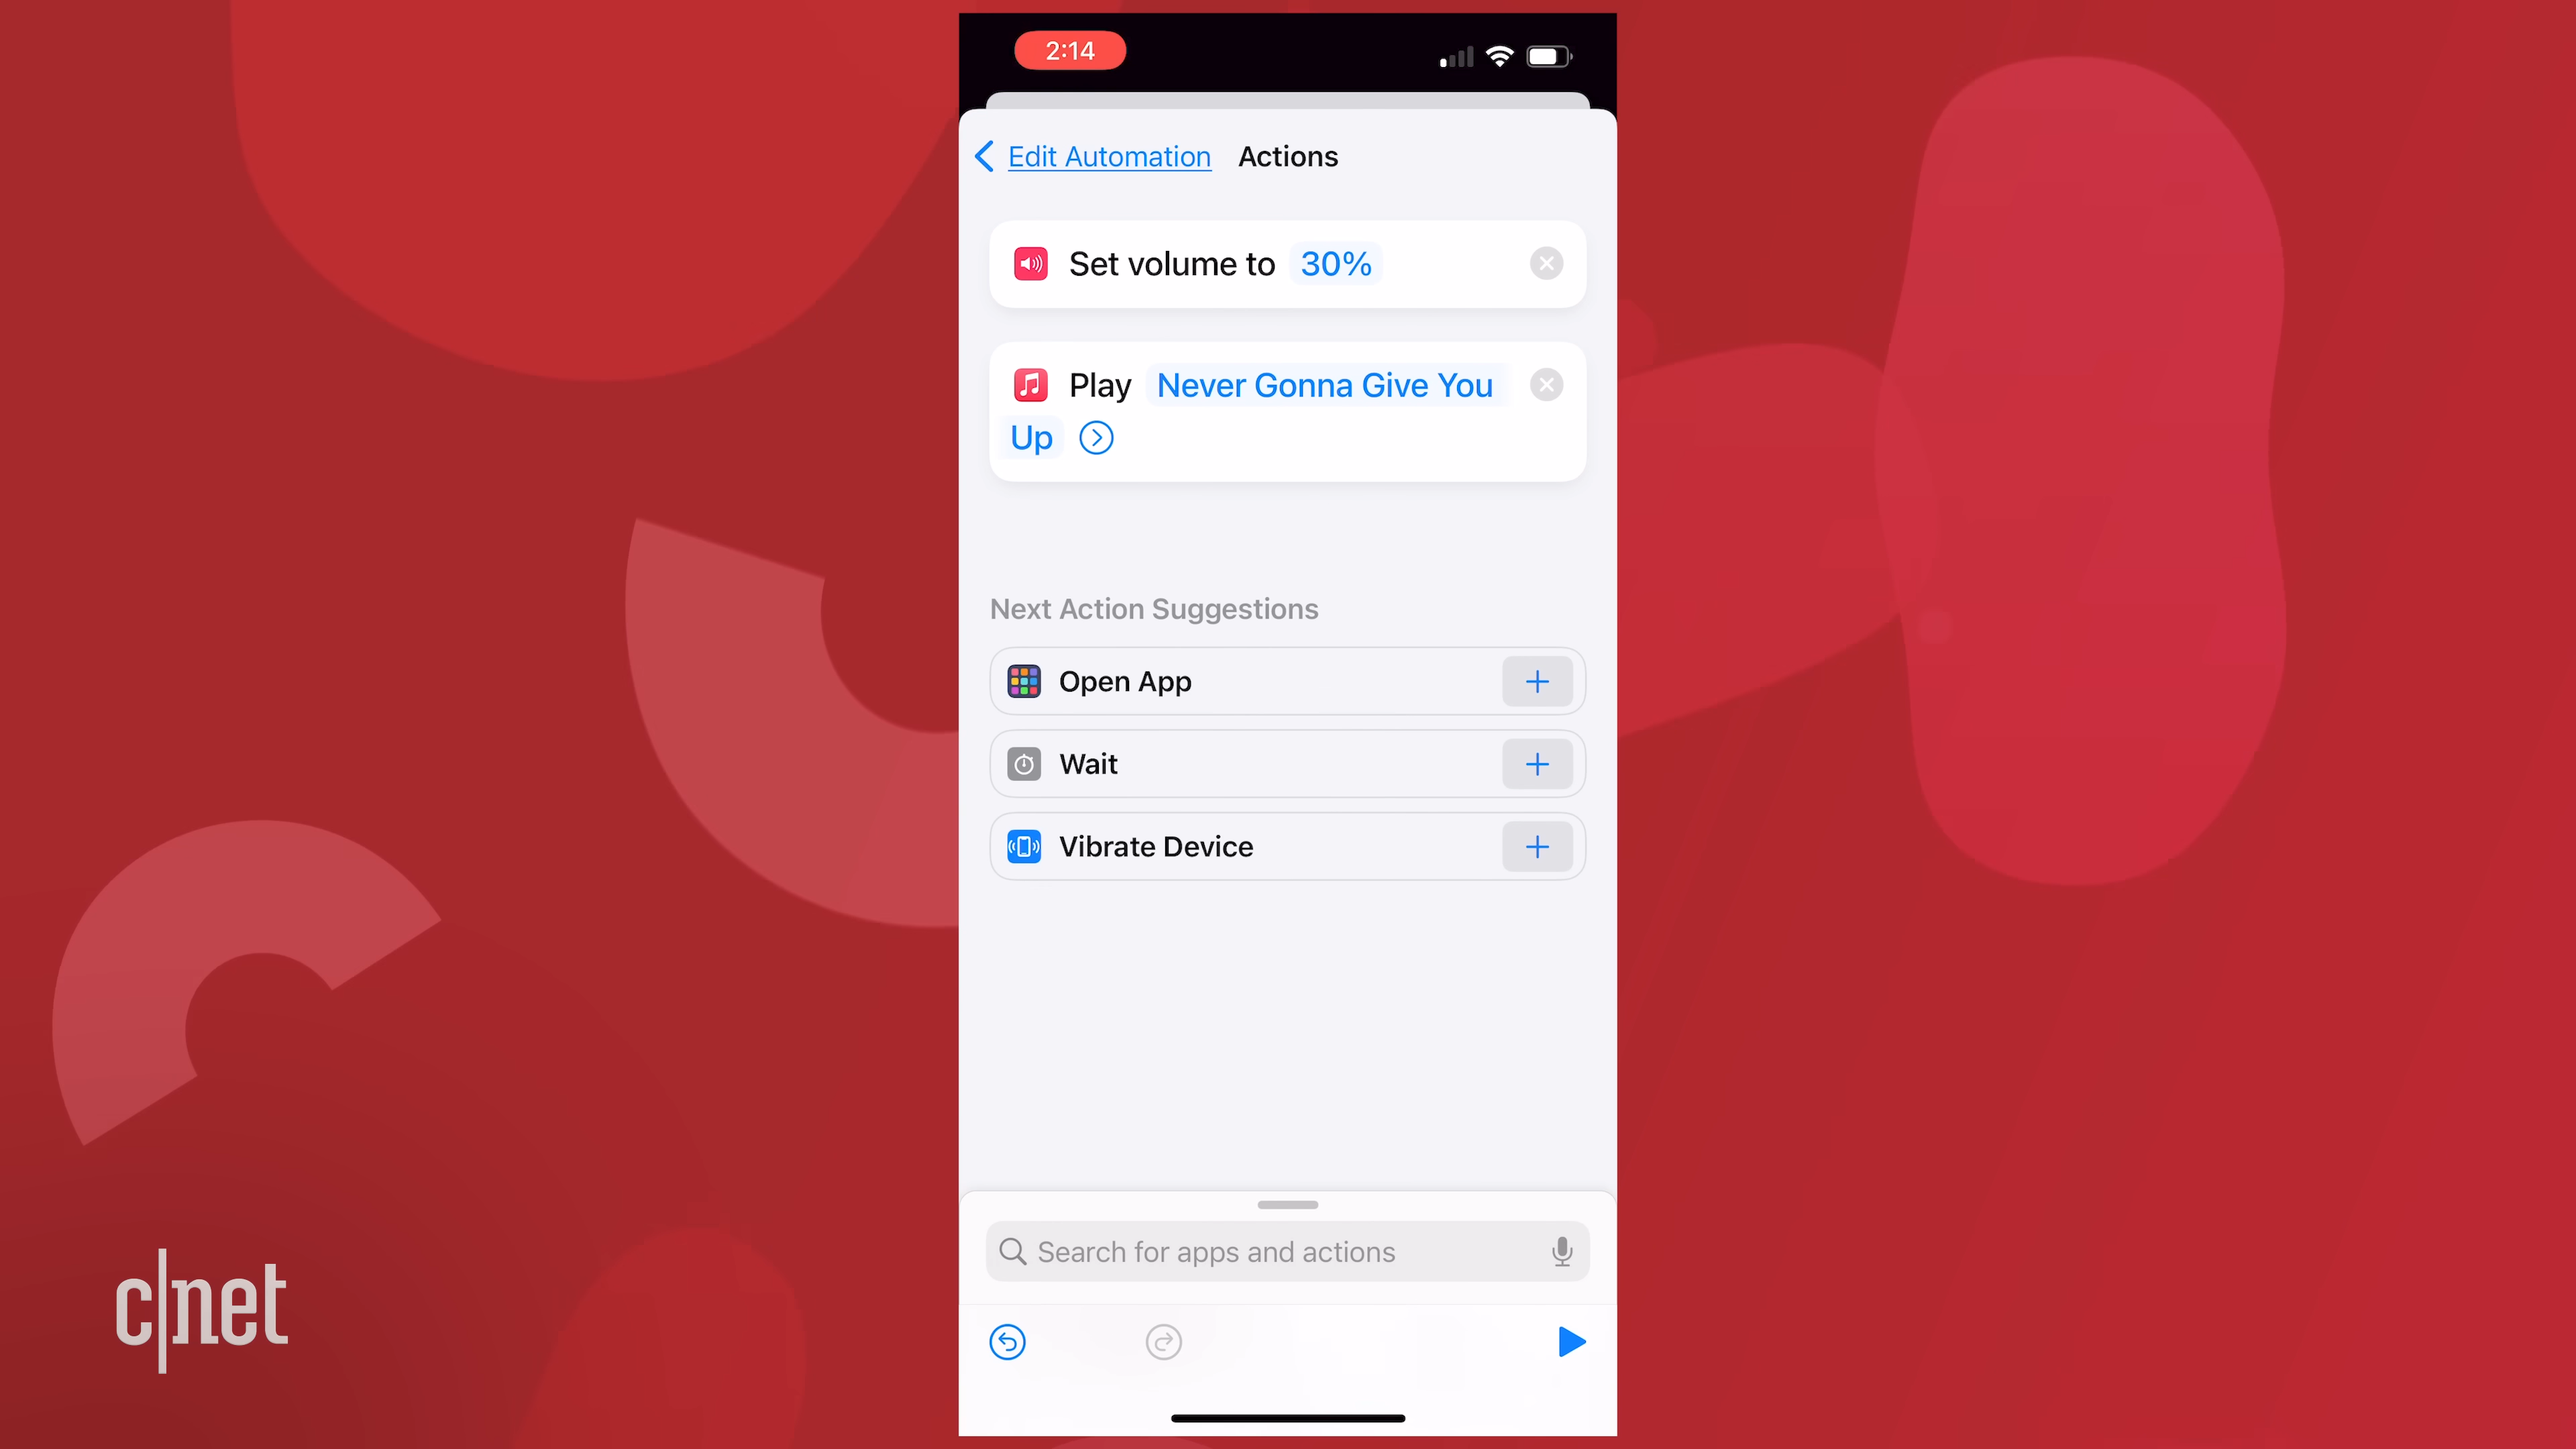 2:14
Edit Automation Actions
Set volume to 30%
Play Never Gonna Give You
Up
Next Action Suggestions
Open App
Wait
Vibrate Device
Search for apps and actions
c|net